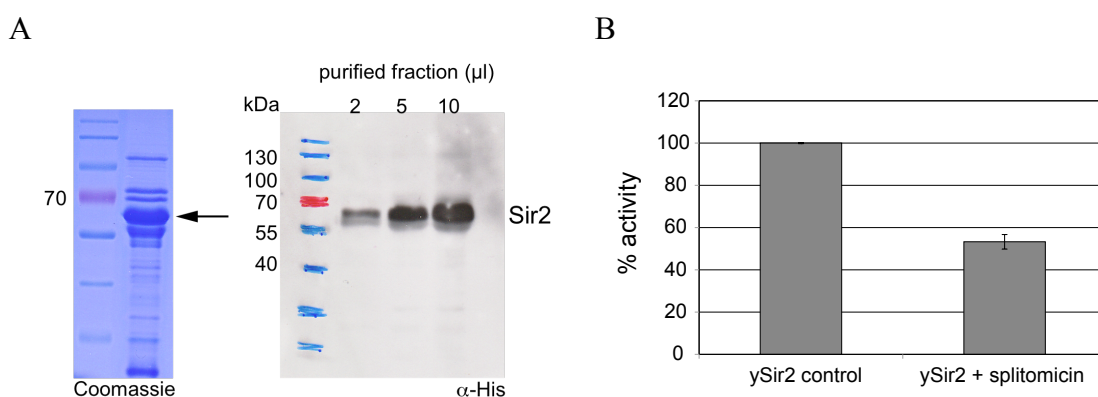 A
B
purified fraction (µl)
kDa
2 5 10
130
100
70
70
55
40
Sir2
Coomassie
α-His
% activity
120
100
80
60
40
20
0
ySir2 control
ySir2 + splitomicin